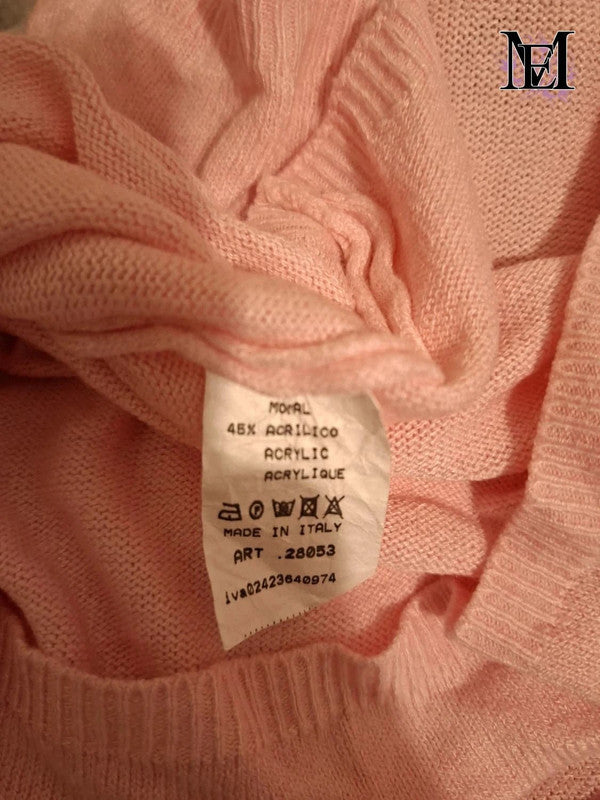 MODAL
45% ACRILICO
ACRYLIC
ACRYLIQUE
MADE IN ITALY
ART .28053
iva02423640974